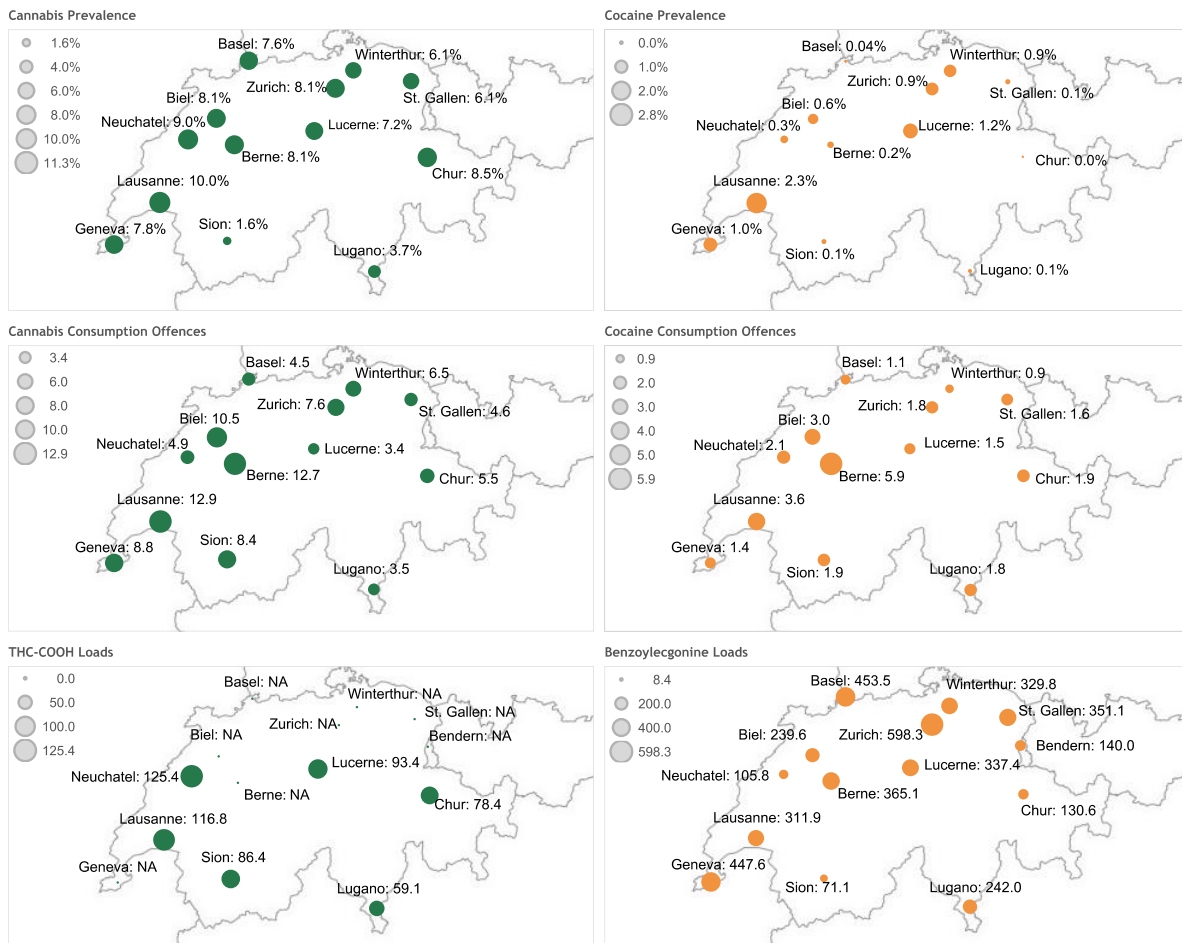 Cannabis Prevalence
1.6%
4.0%
6.0%
8.0%
10.0%
11.3%
Basel: 7.6%
Winterthur: 6.1%
Zurich: 8.1%
St. Gallen: 6.1%
Biel: 8.1%
Neuchatel: 9.0%
Lucerne: 7.2%
Berne: 8.1%
Chur: 8.5%
Lausanne: 10.0%
Geneva: 7.8%
Sion: 1.6%
Lugano: 3.7%
Cocaine Prevalence
0.0%
1.0%
2.0%
2.8%
Basel: 0.04%
Winterthur: 0.9%
Zurich: 0.9%
St. Gallen: 0.1%
Biel: 0.6%
Neuchatel: 0.3%
Lucerne: 1.2%
Berne: 0.2%
Chur: 0.0%
Lausanne: 2.3%
Geneva: 1.0%
Sion: 0.1%
Lugano: 0.1%
Cannabis Consumption Offences
3.4
6.0
8.0
10.0
12.9
Basel: 4.5
Winterthur: 6.5
Zurich: 7.6
St. Gallen: 4.6
Biel: 10.5
Neuchatel: 4.9
Lucerne: 3.4
Berne: 12.7
Chur: 5.5
Lausanne: 12.9
Geneva: 8.8
Sion: 8.4
Lugano: 3.5
Cocaine Consumption Offences
0.9
2.0
3.0
4.0
5.0
5.9
Basel: 1.1
Winterthur: 0.9
Zurich: 1.8
St. Gallen: 1.6
Biel: 3.0
Neuchatel: 2.1
Lucerne: 1.5
Berne: 5.9
Chur: 1.9
Lausanne: 3.6
Geneva: 1.4
Sion: 1.9
Lugano: 1.8
THC-COOH Loads
0.0
50.0
100.0
125.4
Basel: NA
Winterthur: NA
Zurich: NA
St. Gallen: NA
Biel: NA
Bendern: NA
Neuchatel: 125.4
Lucerne: 93.4
Berne: NA
Chur: 78.4
Lausanne: 116.8
Geneva: NA
Sion: 86.4
Lugano: 59.1
Benzoylecgonine Loads
8.4
200.0
400.0
598.3
Basel: 453.5
Winterthur: 329.8
St. Gallen: 351.1
Biel: 239.6
Zurich: 598.3
Bendern: 140.0
Neuchatel: 105.8
Lucerne: 337.4
Berne: 365.1
Chur: 130.6
Lausanne: 311.9
Geneva: 447.6
Sion: 71.1
Lugano: 242.0